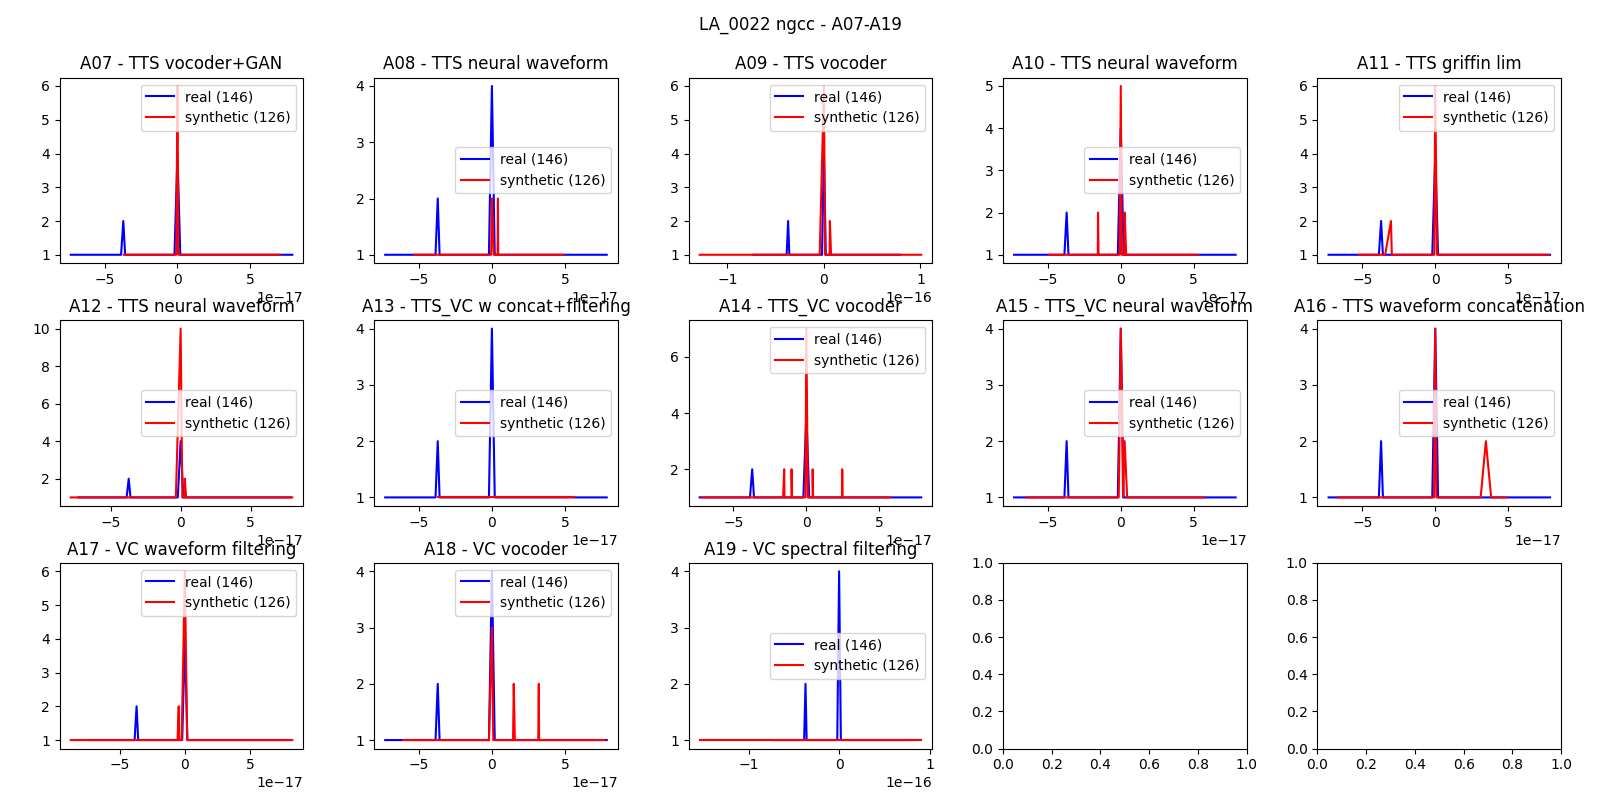 LA_0022 ngcc - A07-A19
A07 - TTS vocoder+GAN
6
5
4
3
2
1
real (146)
synthetic (126)
−5
0
5
1e−17
A08 - TTS neural waveform
4
3
2
1
real (146)
synthetic (126)
−5
0
5
1e−17
A09 - TTS vocoder
6
5
4
3
2
1
real (146)
synthetic (126)
−1
0
1
1e−16
A10 - TTS neural waveform
5
4
3
2
1
real (146)
synthetic (126)
−5
0
5
1e−17
A11 - TTS griffin lim
6
5
4
3
2
1
real (146)
synthetic (126)
−5
0
5
1e−17
A12 - TTS neural waveform
10
8
6
4
2
real (146)
synthetic (126)
−5
0
5
1e−17
A13 - TTS_VC w concat+filtering
4
3
2
1
real (146)
synthetic (126)
−5
0
5
1e−17
A14 - TTS_VC vocoder
6
4
2
real (146)
synthetic (126)
−5
0
5
1e−17
A15 - TTS_VC neural waveform
4
3
2
1
real (146)
synthetic (126)
−5
0
5
1e−17
A16 - TTS waveform concatenation
4
3
2
1
real (146)
synthetic (126)
−5
0
5
1e−17
A17 - VC waveform filtering
6
5
4
3
2
1
real (146)
synthetic (126)
−5
0
5
1e−17
A18 - VC vocoder
4
3
2
1
real (146)
synthetic (126)
−5
0
5
1e−17
A19 - VC spectral filtering
4
3
2
1
real (146)
synthetic (126)
−1
0
1
1e−16
1.0
0.8
0.6
0.4
0.2
0.0
0.0 0.2 0.4 0.6 0.8 1.0
1.0
0.8
0.6
0.4
0.2
0.0
0.0 0.2 0.4 0.6 0.8 1.0